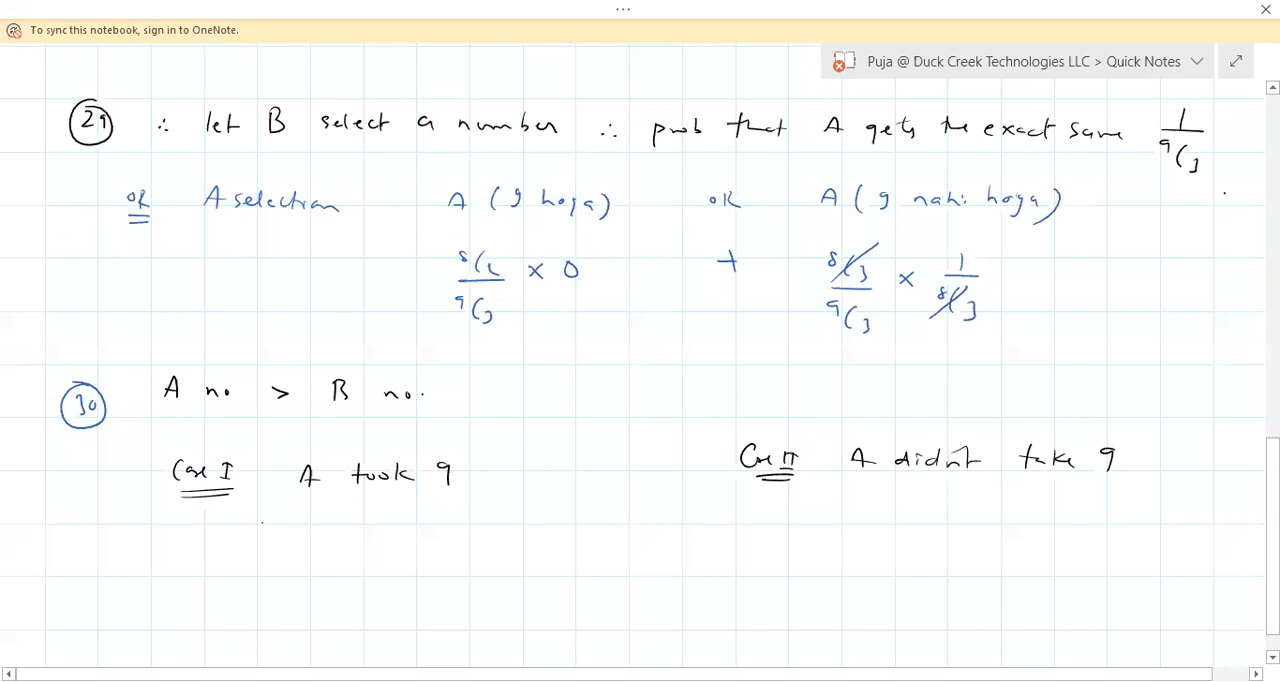 ...
To sync this notebook, sign in to OneNote.
Puja @ Duck Creek Technologies LLC > Quick Notes
29 ∴ let B select a number ∴ prob that A gets the exact same 1/⁹C₃
OR A selection A (9 hoga) OR A (9 nahi hoga)
⁸C₂/⁹C₃ × 0 + ⁸C₃/⁹C₃ × 1/⁸C₃
30 A no. > B no.
Case I A took 9 Case II A didn't take 9